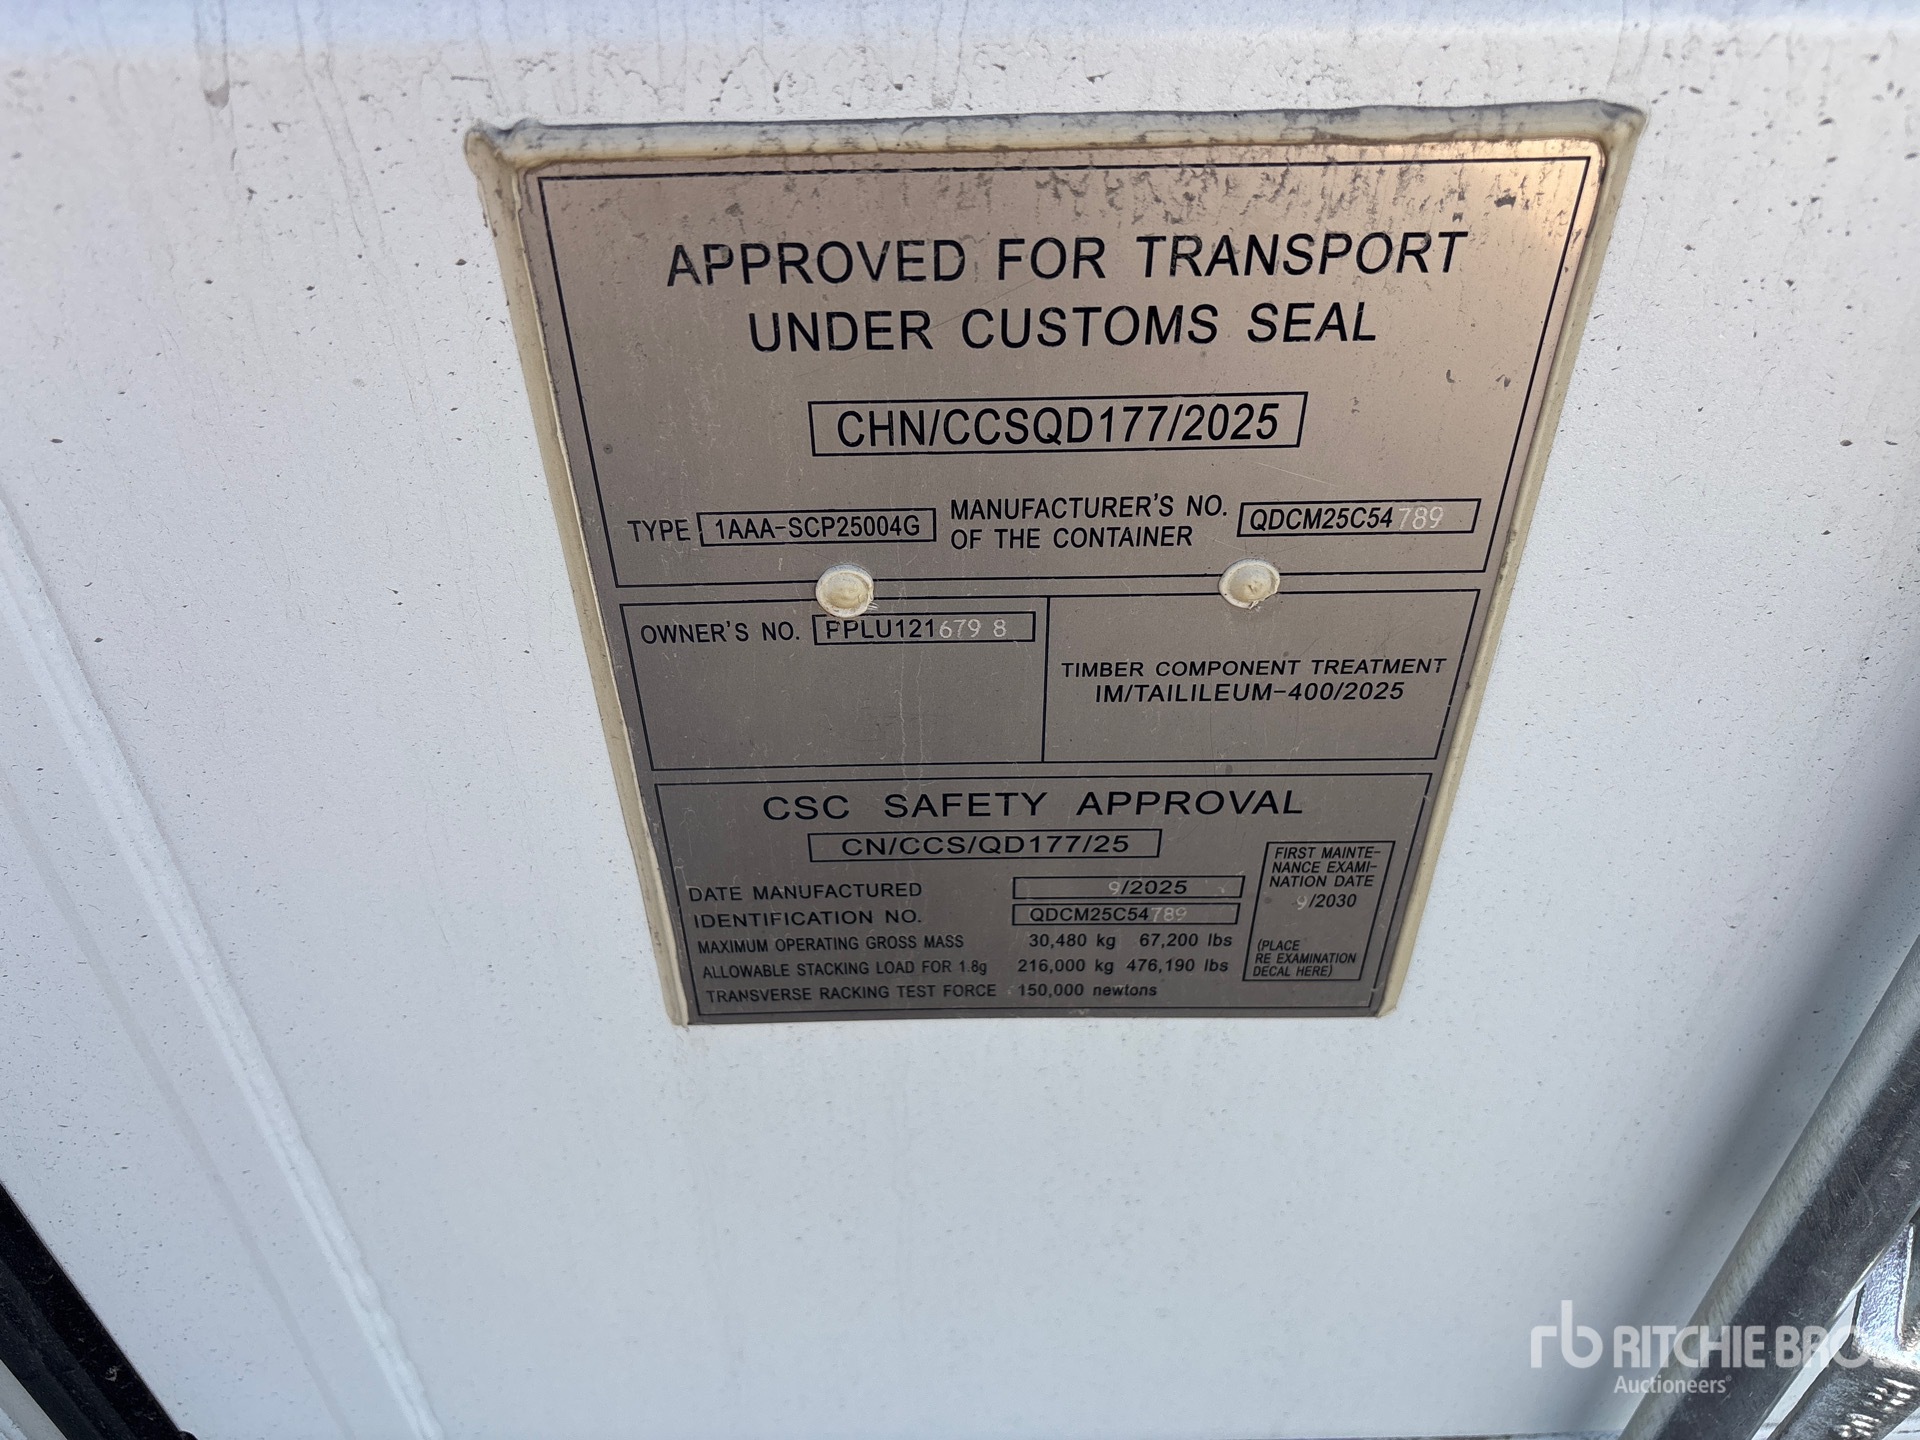 APPROVED FOR TRANSPORT
UNDER CUSTOMS SEAL
CHN/CCSQD177/2025
TYPE 1AAA-SCP25004G MANUFACTURER'S NO. OF THE CONTAINER QDCM25C54789
OWNER'S NO. PPLU121679 8
TIMBER COMPONENT TREATMENT
IM/TAILILEUM-400/2025
CSC SAFETY APPROVAL
CN/CCS/QD177/25
DATE MANUFACTURED 9/2025
IDENTIFICATION NO. QDCM25C54789
MAXIMUM OPERATING GROSS MASS 30,480 kg 67,200 lbs
ALLOWABLE STACKING LOAD FOR 1.8g 216,000 kg 476,190 lbs
TRANSVERSE RACKING TEST FORCE 150,000 newtons
FIRST MAINTE-
NANCE EXAMI-
NATION DATE
9/2030
(PLACE
RE EXAMINATION
DECAL HERE)
rb RITCHIE BRO
Auctioneers